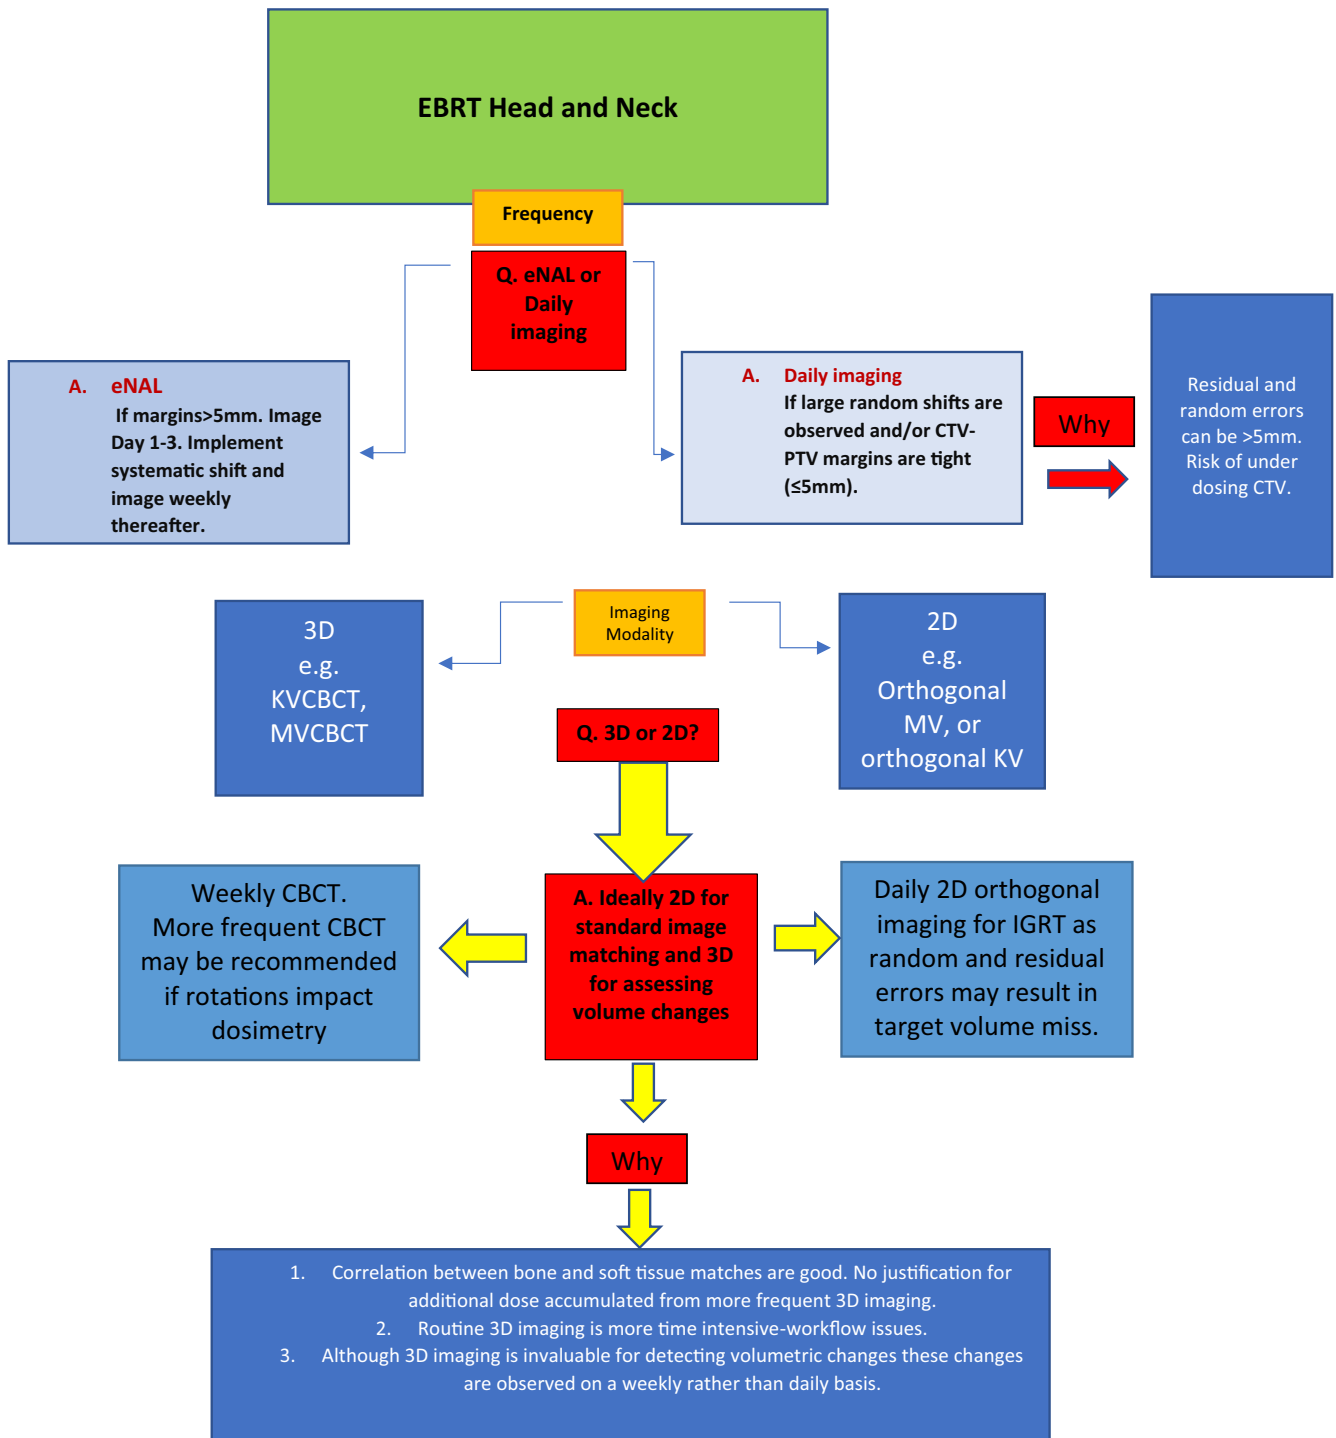 EBRT Head and Neck
Frequency
Q. eNAL or
Daily
imaging
A. eNAL
If margins>5mm. Image
Day 1-3. Implement
systematic shift and
image weekly
thereafter.
A. Daily imaging
If large random shifts are
observed and/or CTV-
PTV margins are tight
(≤5mm).
Why
Residual and
random errors
can be >5mm.
Risk of under
dosing CTV.
3D
e.g.
KVCBCT,
MVCBCT
Imaging
Modality
2D
e.g.
Orthogonal
MV, or
orthogonal KV
Q. 3D or 2D?
Weekly CBCT.
More frequent CBCT
may be recommended
if rotations impact
dosimetry
A. Ideally 2D for
standard image
matching and 3D
for assessing
volume changes
Daily 2D orthogonal
imaging for IGRT as
random and residual
errors may result in
target volume miss.
Why
1. Correlation between bone and soft tissue matches are good. No justification for
additional dose accumulated from more frequent 3D imaging.
2. Routine 3D imaging is more time intensive-workflow issues.
3. Although 3D imaging is invaluable for detecting volumetric changes these changes
are observed on a weekly rather than daily basis.